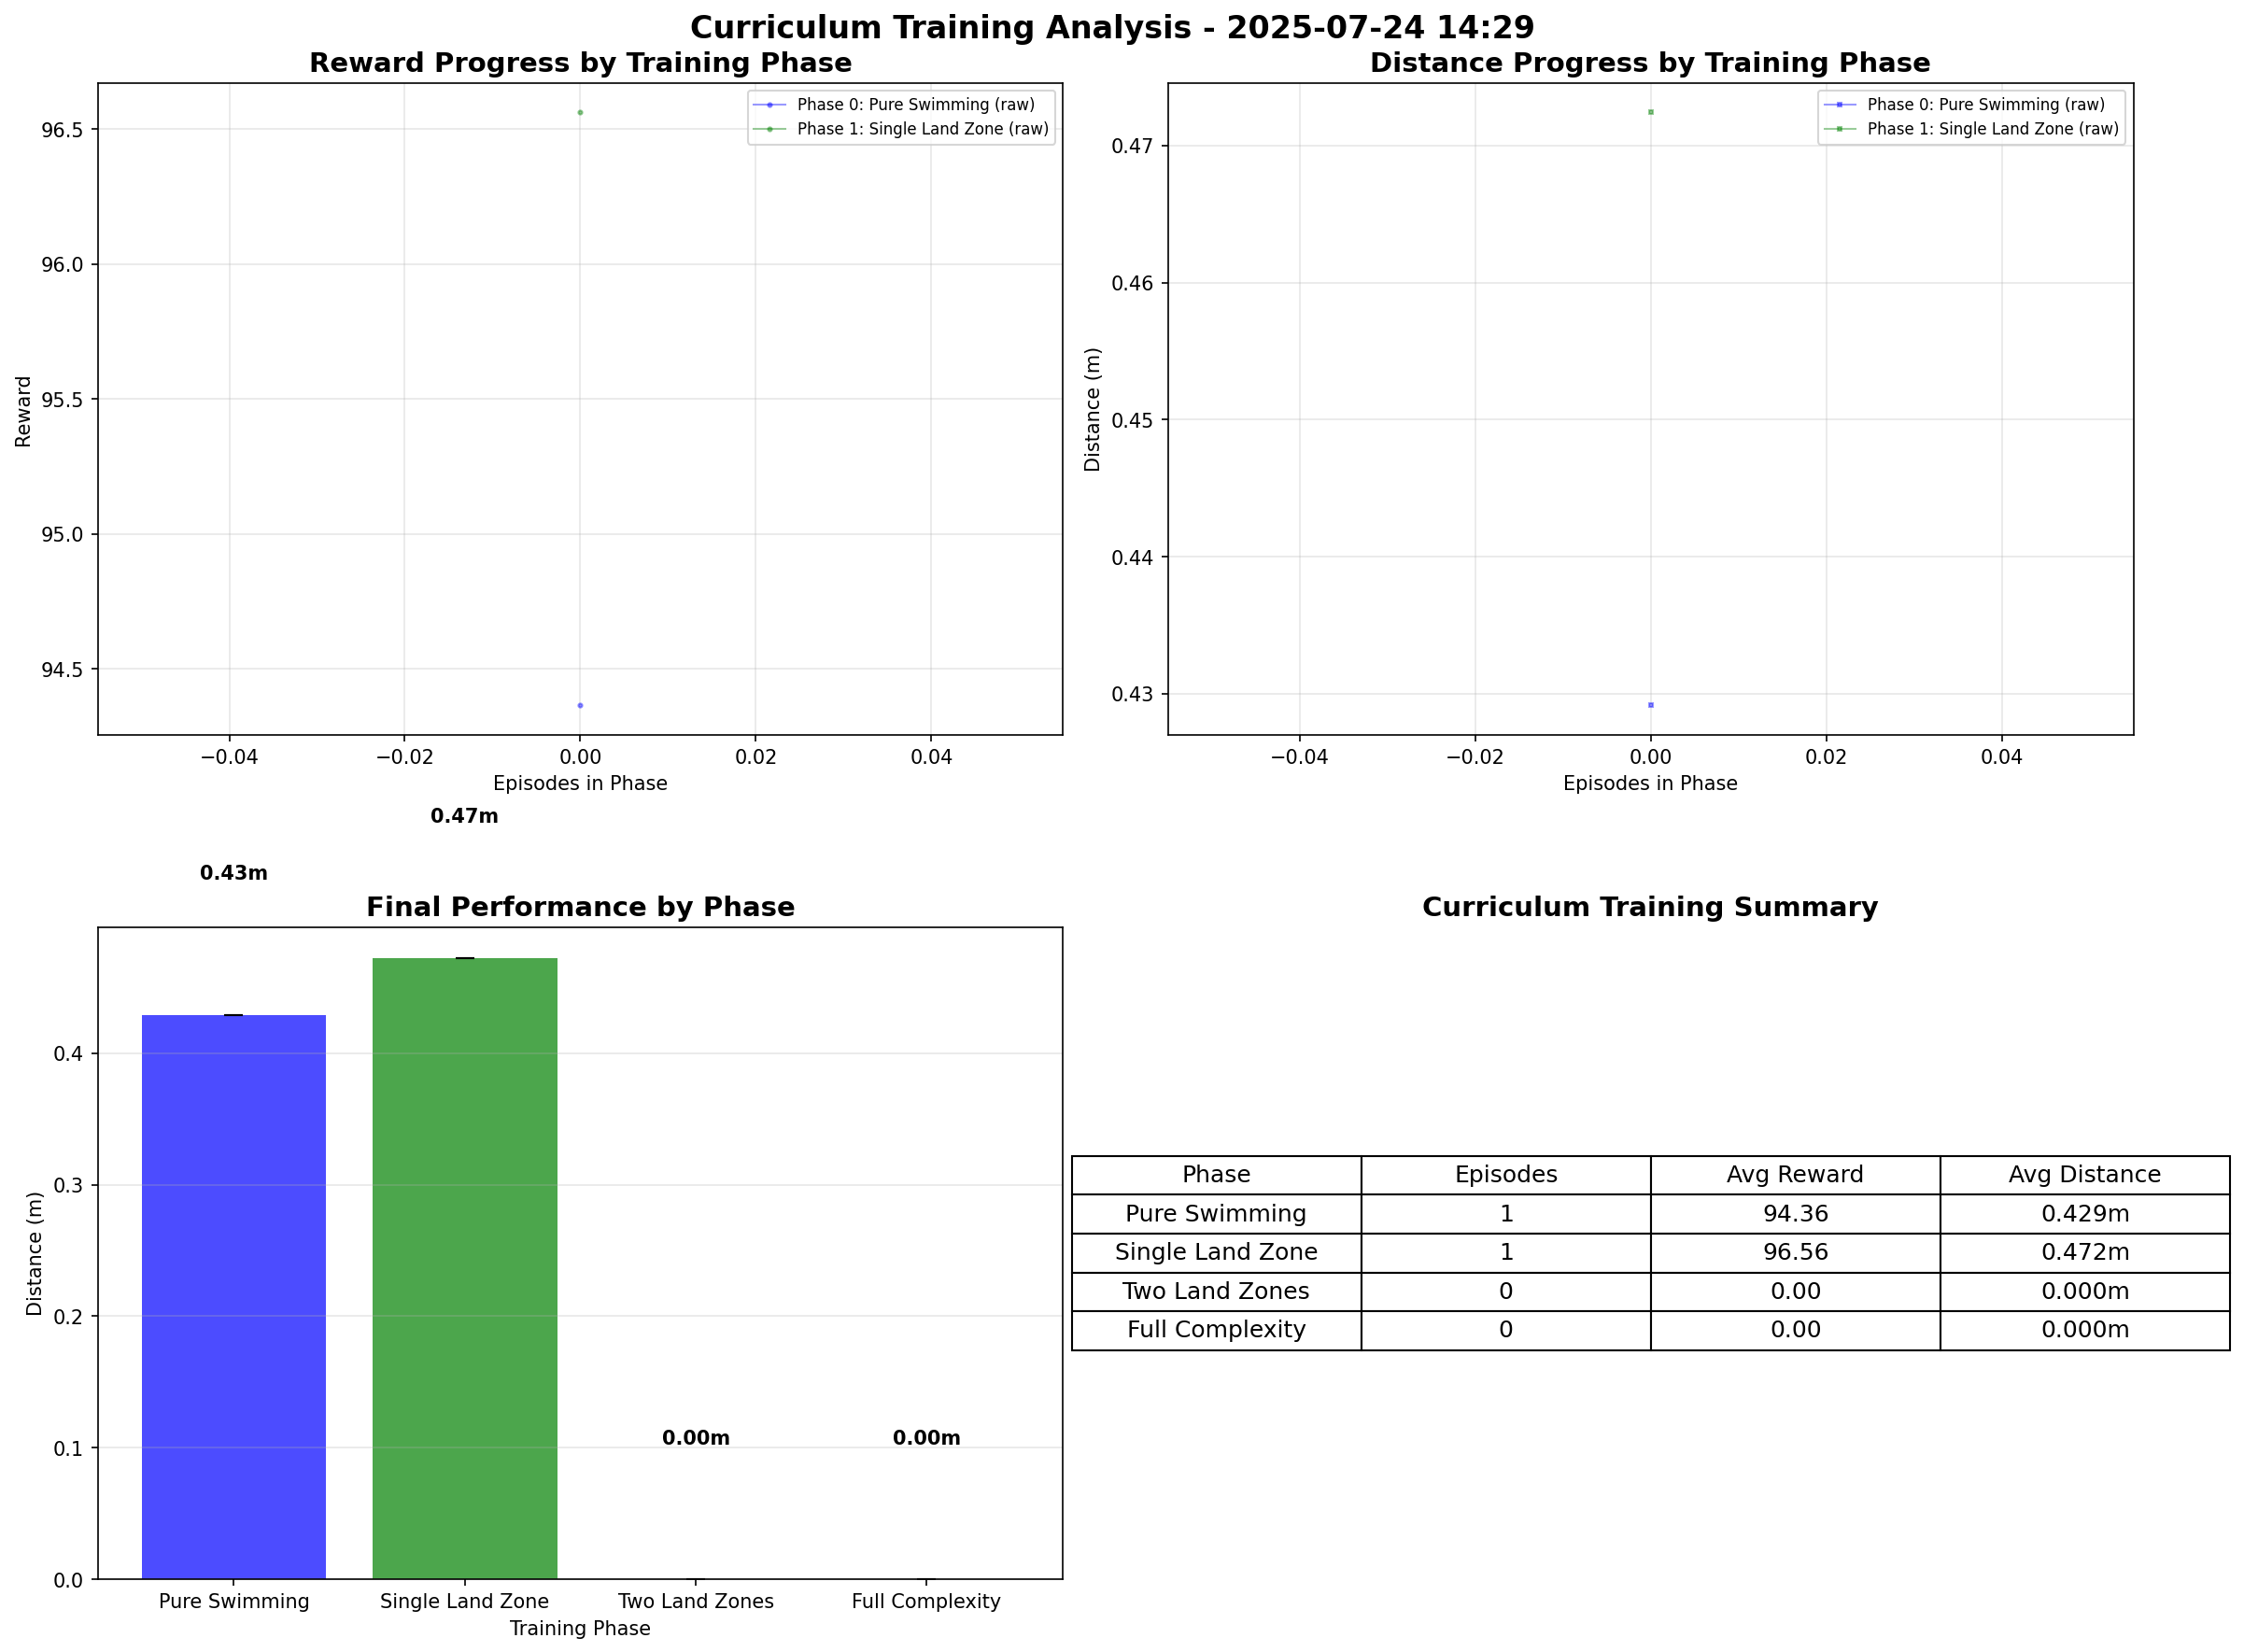 Curriculum Training Analysis - 2025-07-24 14:29
Reward Progress by Training Phase
Phase 0: Pure Swimming (raw)
Phase 1: Single Land Zone (raw)
96.5
96.0
95.5
95.0
94.5
Reward
−0.04 −0.02 0.00 0.02 0.04
Episodes in Phase
Distance Progress by Training Phase
Phase 0: Pure Swimming (raw)
Phase 1: Single Land Zone (raw)
0.47
0.46
0.45
0.44
0.43
Distance (m)
−0.04 −0.02 0.00 0.02 0.04
Episodes in Phase
0.47m
0.43m
Final Performance by Phase
0.4
0.3
0.2
0.1
0.0
Distance (m)
0.00m 0.00m
Pure Swimming Single Land Zone Two Land Zones Full Complexity
Training Phase
Curriculum Training Summary
Phase Episodes Avg Reward Avg Distance
Pure Swimming 1 94.36 0.429m
Single Land Zone 1 96.56 0.472m
Two Land Zones 0 0.00 0.000m
Full Complexity 0 0.00 0.000m